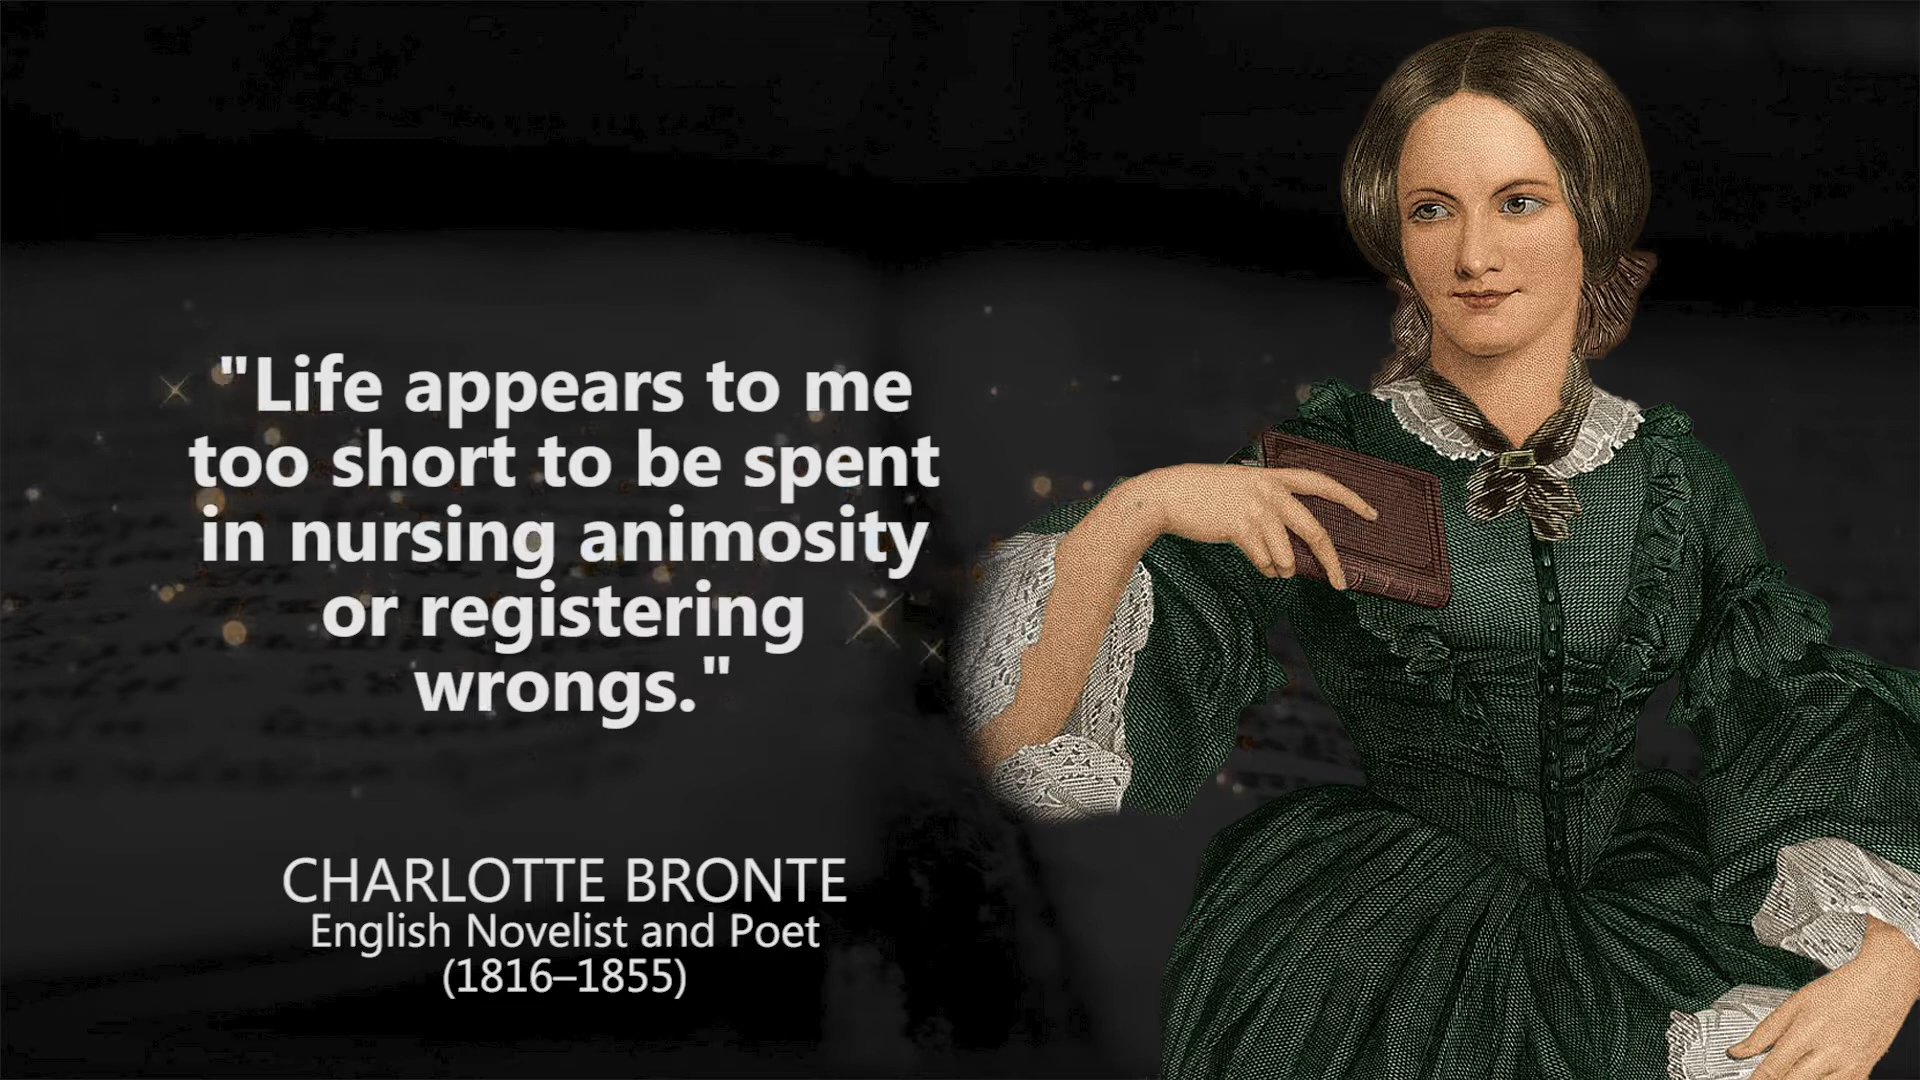 "Life appears to me
too short to be spent
in nursing animosity
or registering
wrongs."
CHARLOTTE BRONTE
English Novelist and Poet
(1816–1855)